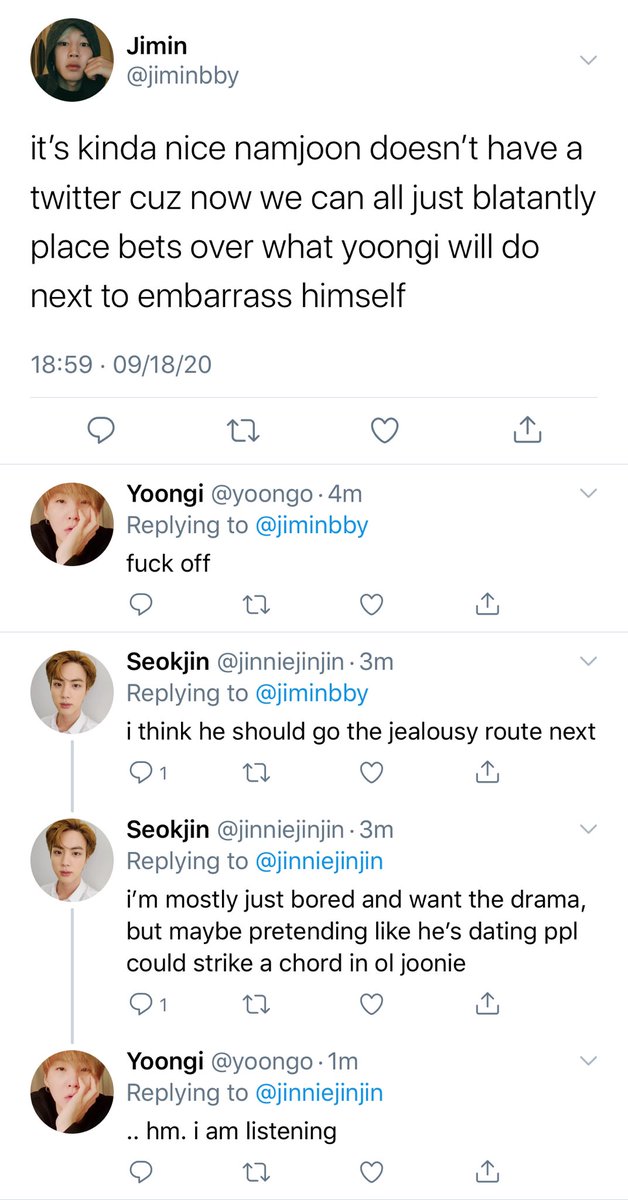 Jimin
@jiminbby
it’s kinda nice namjoon doesn’t have a
twitter cuz now we can all just blatantly
place bets over what yoongi will do
next to embarrass himself
18:59 · 09/18/20
Yoongi @yoongo · 4m
Replying to @jiminbby
fuck off
Seokjin @jinniejinjin · 3m
Replying to @jiminbby
i think he should go the jealousy route next
1
Seokjin @jinniejinjin · 3m
Replying to @jinniejinjin
i’m mostly just bored and want the drama,
but maybe pretending like he’s dating ppl
could strike a chord in ol joonie
1
Yoongi @yoongo · 1m
Replying to @jinniejinjin
.. hm. i am listening